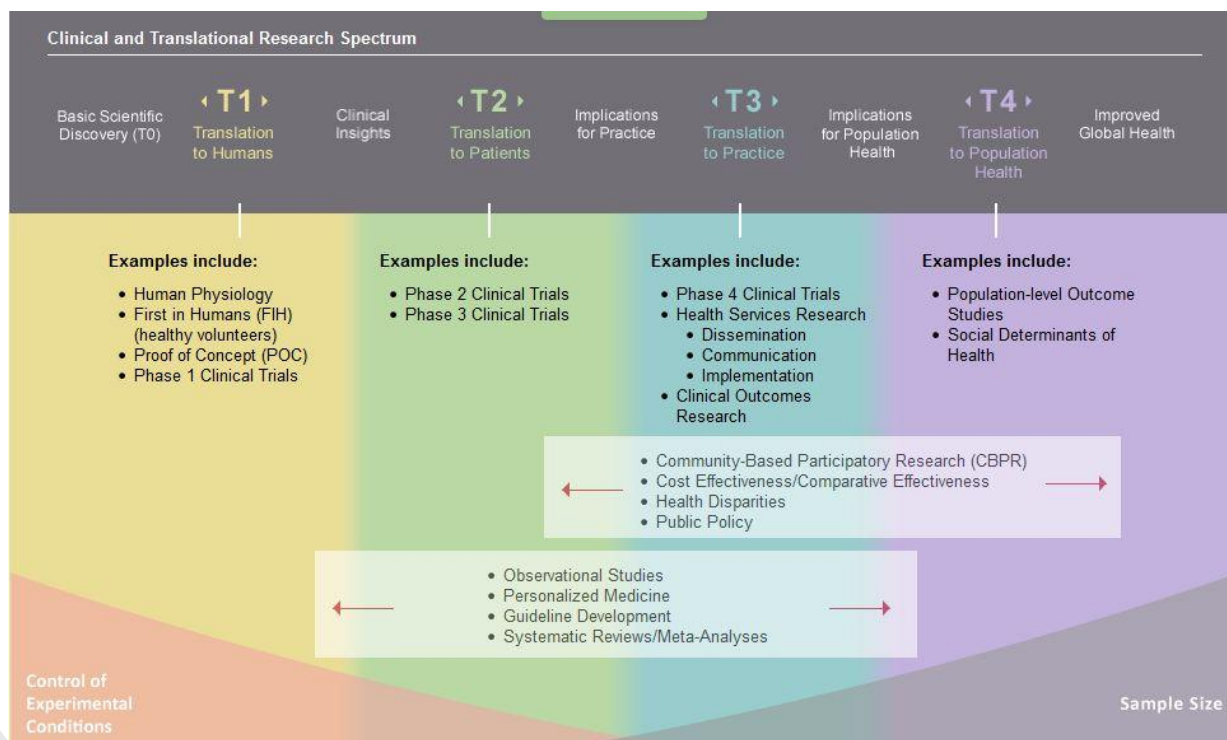 Clinical and Translational Research Spectrum
Basic Scientific
Discovery (T0)
T1
Translation
to Humans
Clinical
Insights
T2
Translation
to Patients
Implications
for Practice
T3
Translation
to Practice
Implications
for Population
Health
T4
Translation
to Population
Health
Improved
Global Health
Examples include:
• Human Physiology
• First in Humans (FIH)
(healthy volunteers)
• Proof of Concept (POC)
• Phase 1 Clinical Trials
Examples include:
• Phase 2 Clinical Trials
• Phase 3 Clinical Trials
Examples include:
• Phase 4 Clinical Trials
• Health Services Research
• Dissemination
• Communication
• Implementation
• Clinical Outcomes
Research
Examples include:
• Population-level Outcome
Studies
• Social Determinants of
Health
• Community-Based Participatory Research (CBPR)
• Cost Effectiveness/Comparative Effectiveness
• Health Disparities
• Public Policy
• Observational Studies
• Personalized Medicine
• Guideline Development
• Systematic Reviews/Meta-Analyses
Control of
Experimental
Conditions
Sample Size